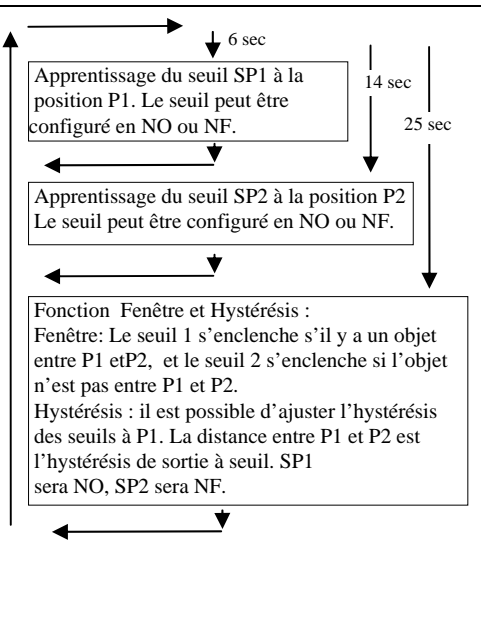 6 sec
Apprentissage du seuil SP1 à la
position P1. Le seuil peut être
configuré en NO ou NF.
14 sec
25 sec
Apprentissage du seuil SP2 à la position P2
Le seuil peut être configuré en NO ou NF.
Fonction Fenêtre et Hystérésis :
Fenêtre: Le seuil 1 s’enclenche s’il y a un objet
entre P1 etP2, et le seuil 2 s’enclenche si l’objet
n’est pas entre P1 et P2.
Hystérésis : il est possible d’ajuster l’hystérésis
des seuils à P1. La distance entre P1 et P2 est
l’hystérésis de sortie à seuil. SP1
sera NO, SP2 sera NF.